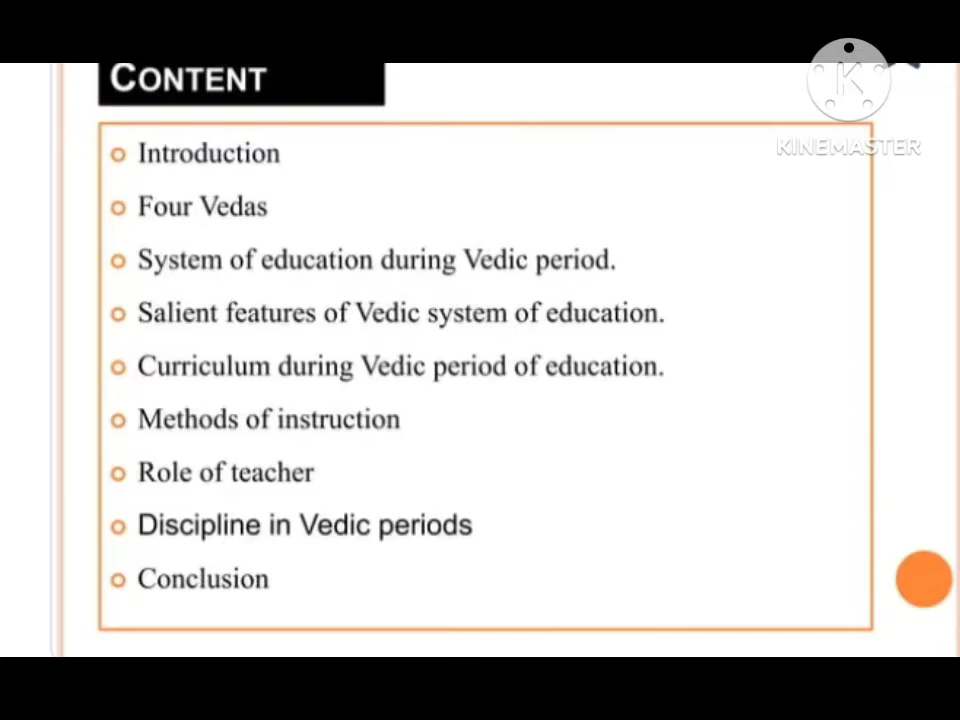 CONTENT
K
KINEMASTER
Introduction
Four Vedas
System of education during Vedic period.
Salient features of Vedic system of education.
Curriculum during Vedic period of education.
Methods of instruction
Role of teacher
Discipline in Vedic periods
Conclusion